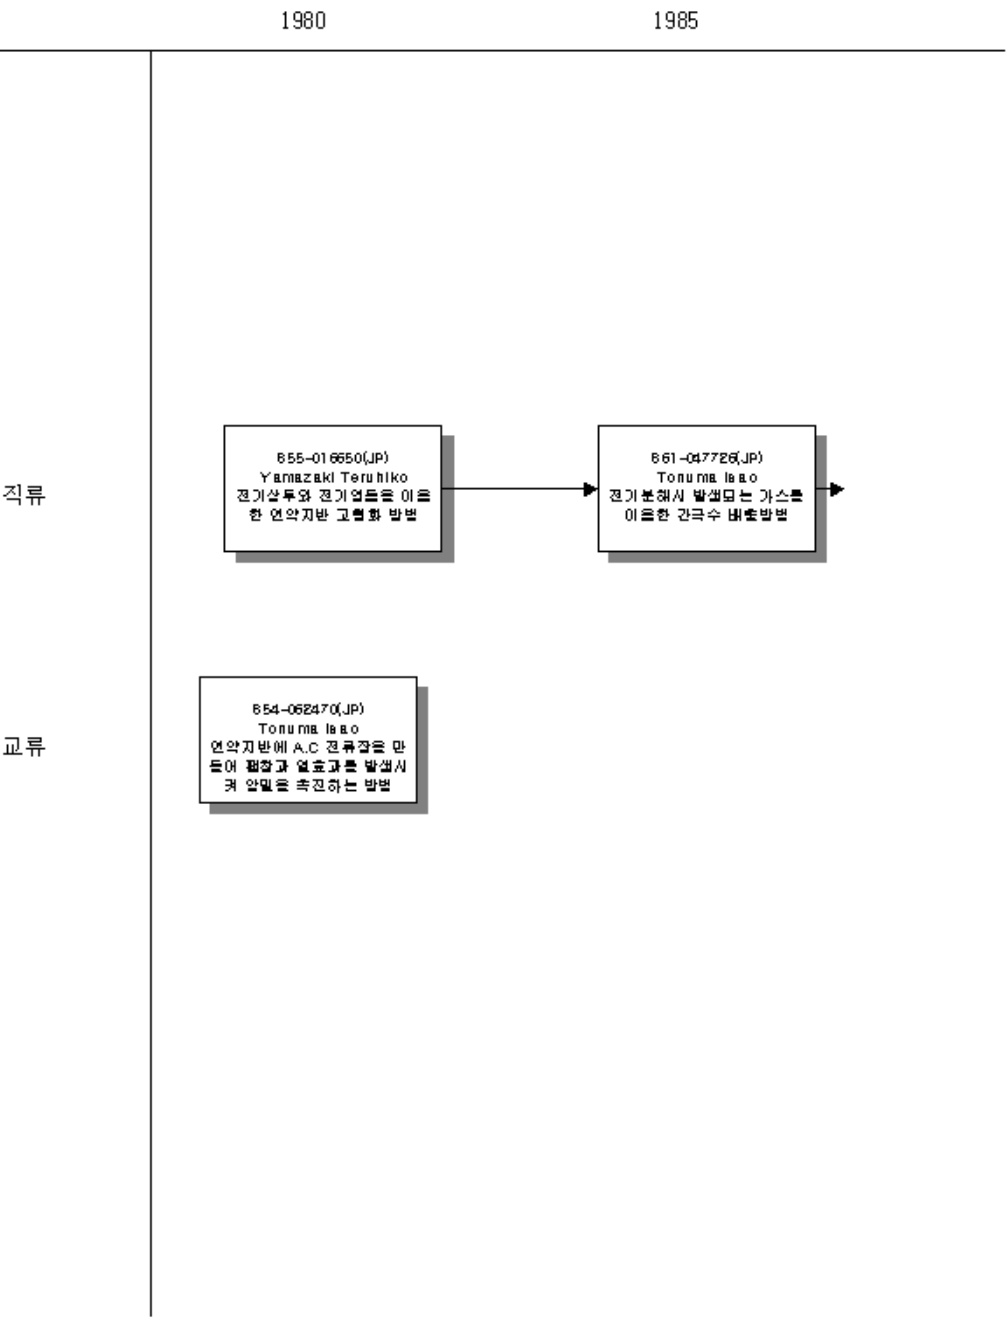 1980 1985
직류
S55-016650(JP)
Yamazaki Teruhiko
전기삼투와 전기영동을 이용
한 연약지반 고결화 방법
S61-047726(JP)
Tonuma Isao
전기분해시 발생되는 가스를
이용한 간극수 배출방법
교류
S54-062470(JP)
Tonuma Isao
연약지반에 A.C 전류장을 만
들어 팽창과 열효과를 발생시
켜 압밀을 촉진하는 방법